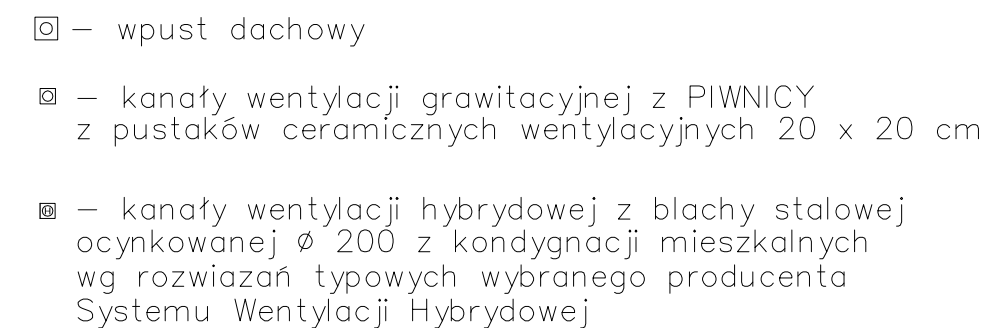 – wpust dachowy
– kanały wentylacji grawitacyjnej z PIWNICY
z pustaków ceramicznych wentylacyjnych 20 x 20 cm
H – kanały wentylacji hybrydowej z blachy stalowej
ocynkowanej Ø 200 z kondygnacji mieszkalnych
wg rozwiazań typowych wybranego producenta
Systemu Wentylacji Hybrydowej